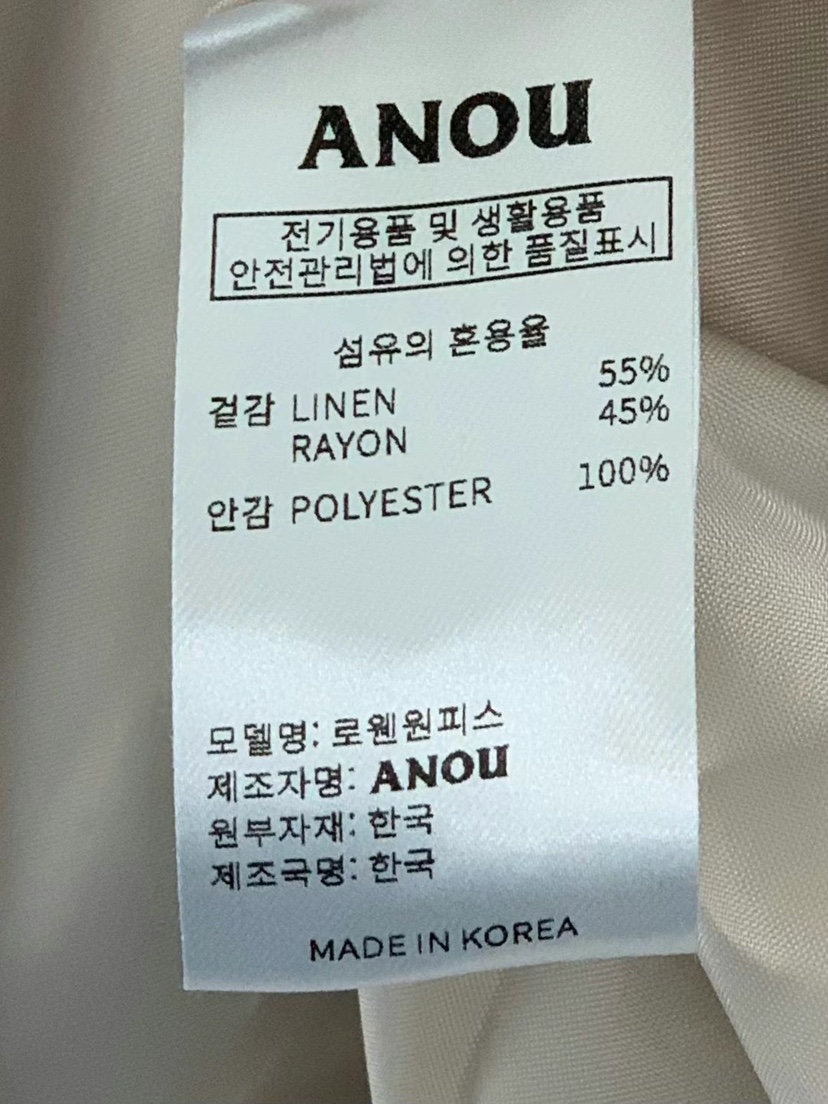 ANOU
전기용품 및 생활용품
안전관리법에 의한 품질표시
섬유의 혼용율
겉감 LINEN 55%
RAYON 45%
안감 POLYESTER 100%
모델명: 로웬원피스
제조자명: ANOU
원부자재: 한국
제조국명: 한국
MADE IN KOREA